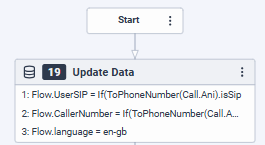 Start
19 Update Data
1: Flow.UserSIP = If(ToPhoneNumber(Call.Ani).isSip
2: Flow.CallerNumber = If(ToPhoneNumber(Call.A...
3: Flow.language = en-gb